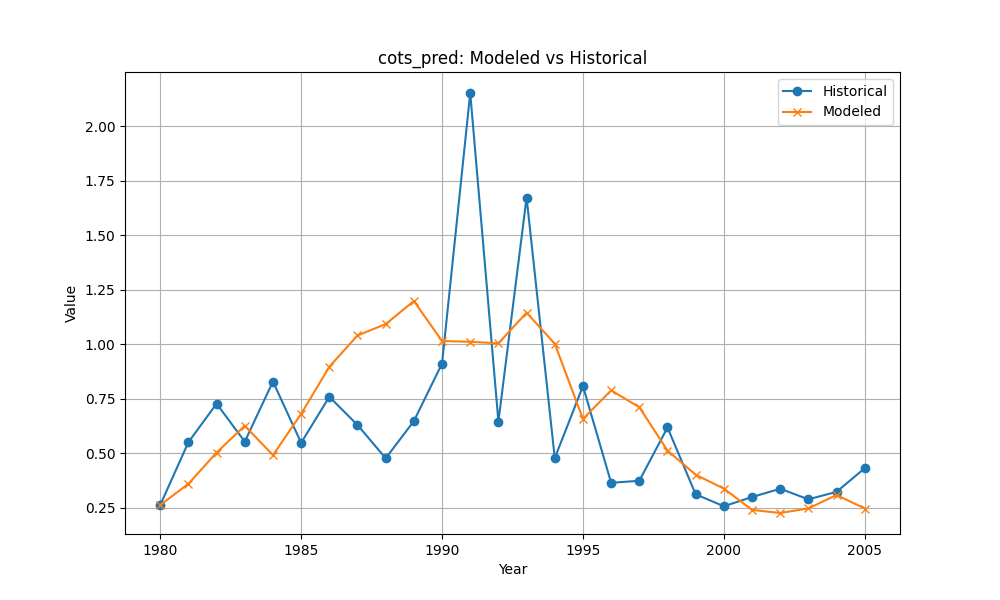 cots_pred: Modeled vs Historical
Historical
Modeled
Value
2.00
1.75
1.50
1.25
1.00
0.75
0.50
0.25
1980 1985 1990 1995 2000 2005
Year